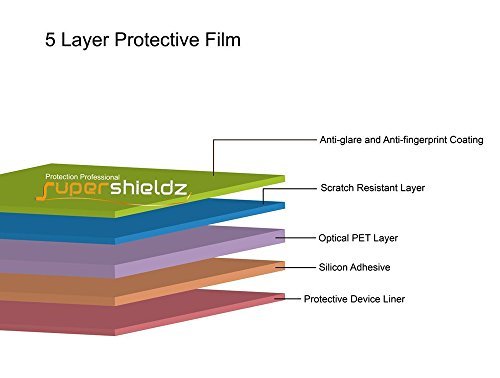 5 Layer Protective Film
Anti-glare and Anti-fingerprint Coating
Protection Professional
supershieldz
Scratch Resistant Layer
Optical PET Layer
Silicon Adhesive
Protective Device Liner